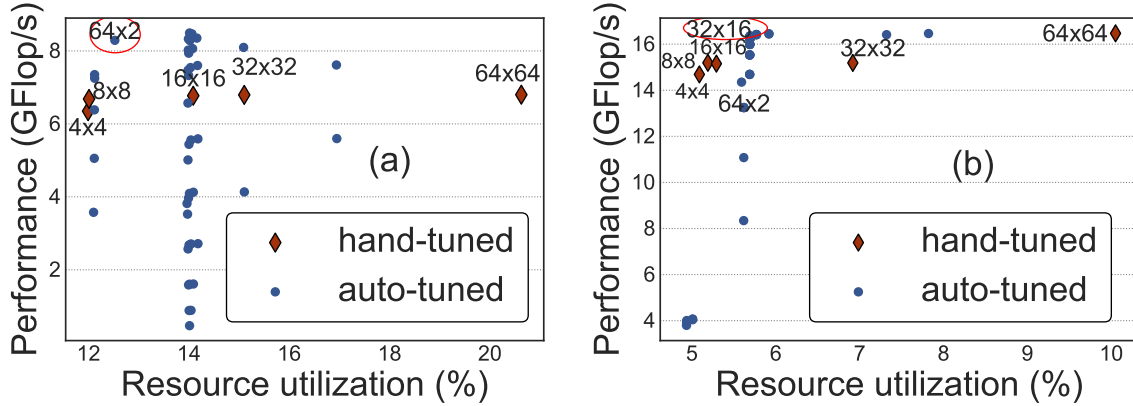 Performance (GFlop/s)
8
6
4
2
64x2
8x8
4x4
16x16
32x32
64x64
(a)
hand-tuned
auto-tuned
12
14
16
18
20
Resource utilization (%)
Performance (GFlop/s)
16
14
12
10
8
6
4
32x16
8x8
16x16
4x4
64x2
32x32
64x64
(b)
hand-tuned
auto-tuned
5
6
7
8
9
10
Resource utilization (%)